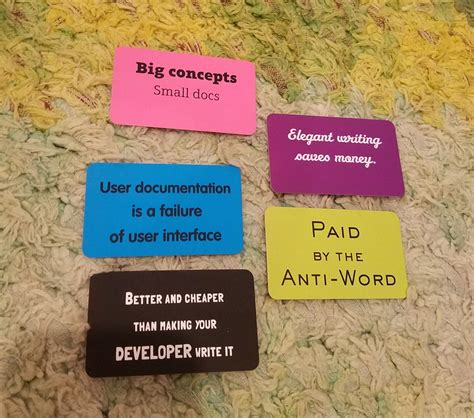 Big concepts
Small docs
Elegant writing
saves money.
User documentation
is a failure
of user interface
PAID
BY THE
ANTI-WORD
BETTER AND CHEAPER
THAN MAKING YOUR
DEVELOPER WRITE IT